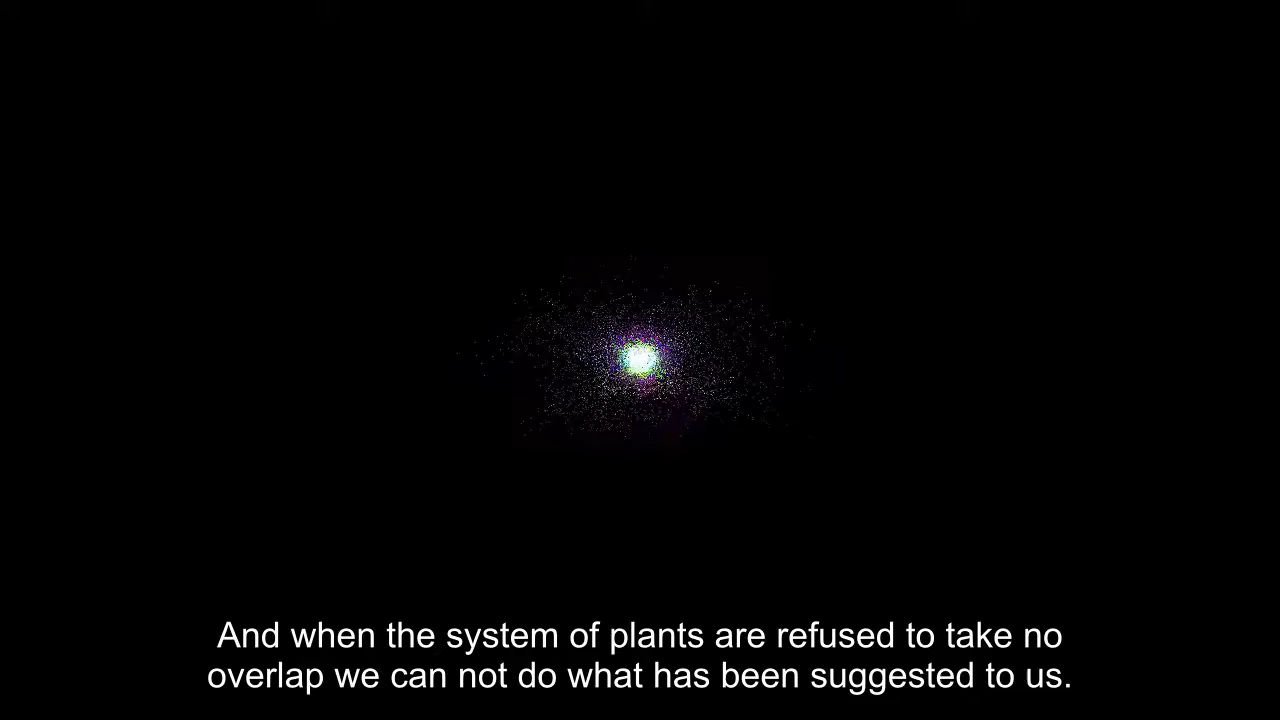 And when the system of plants are refused to take no
overlap we can not do what has been suggested to us.